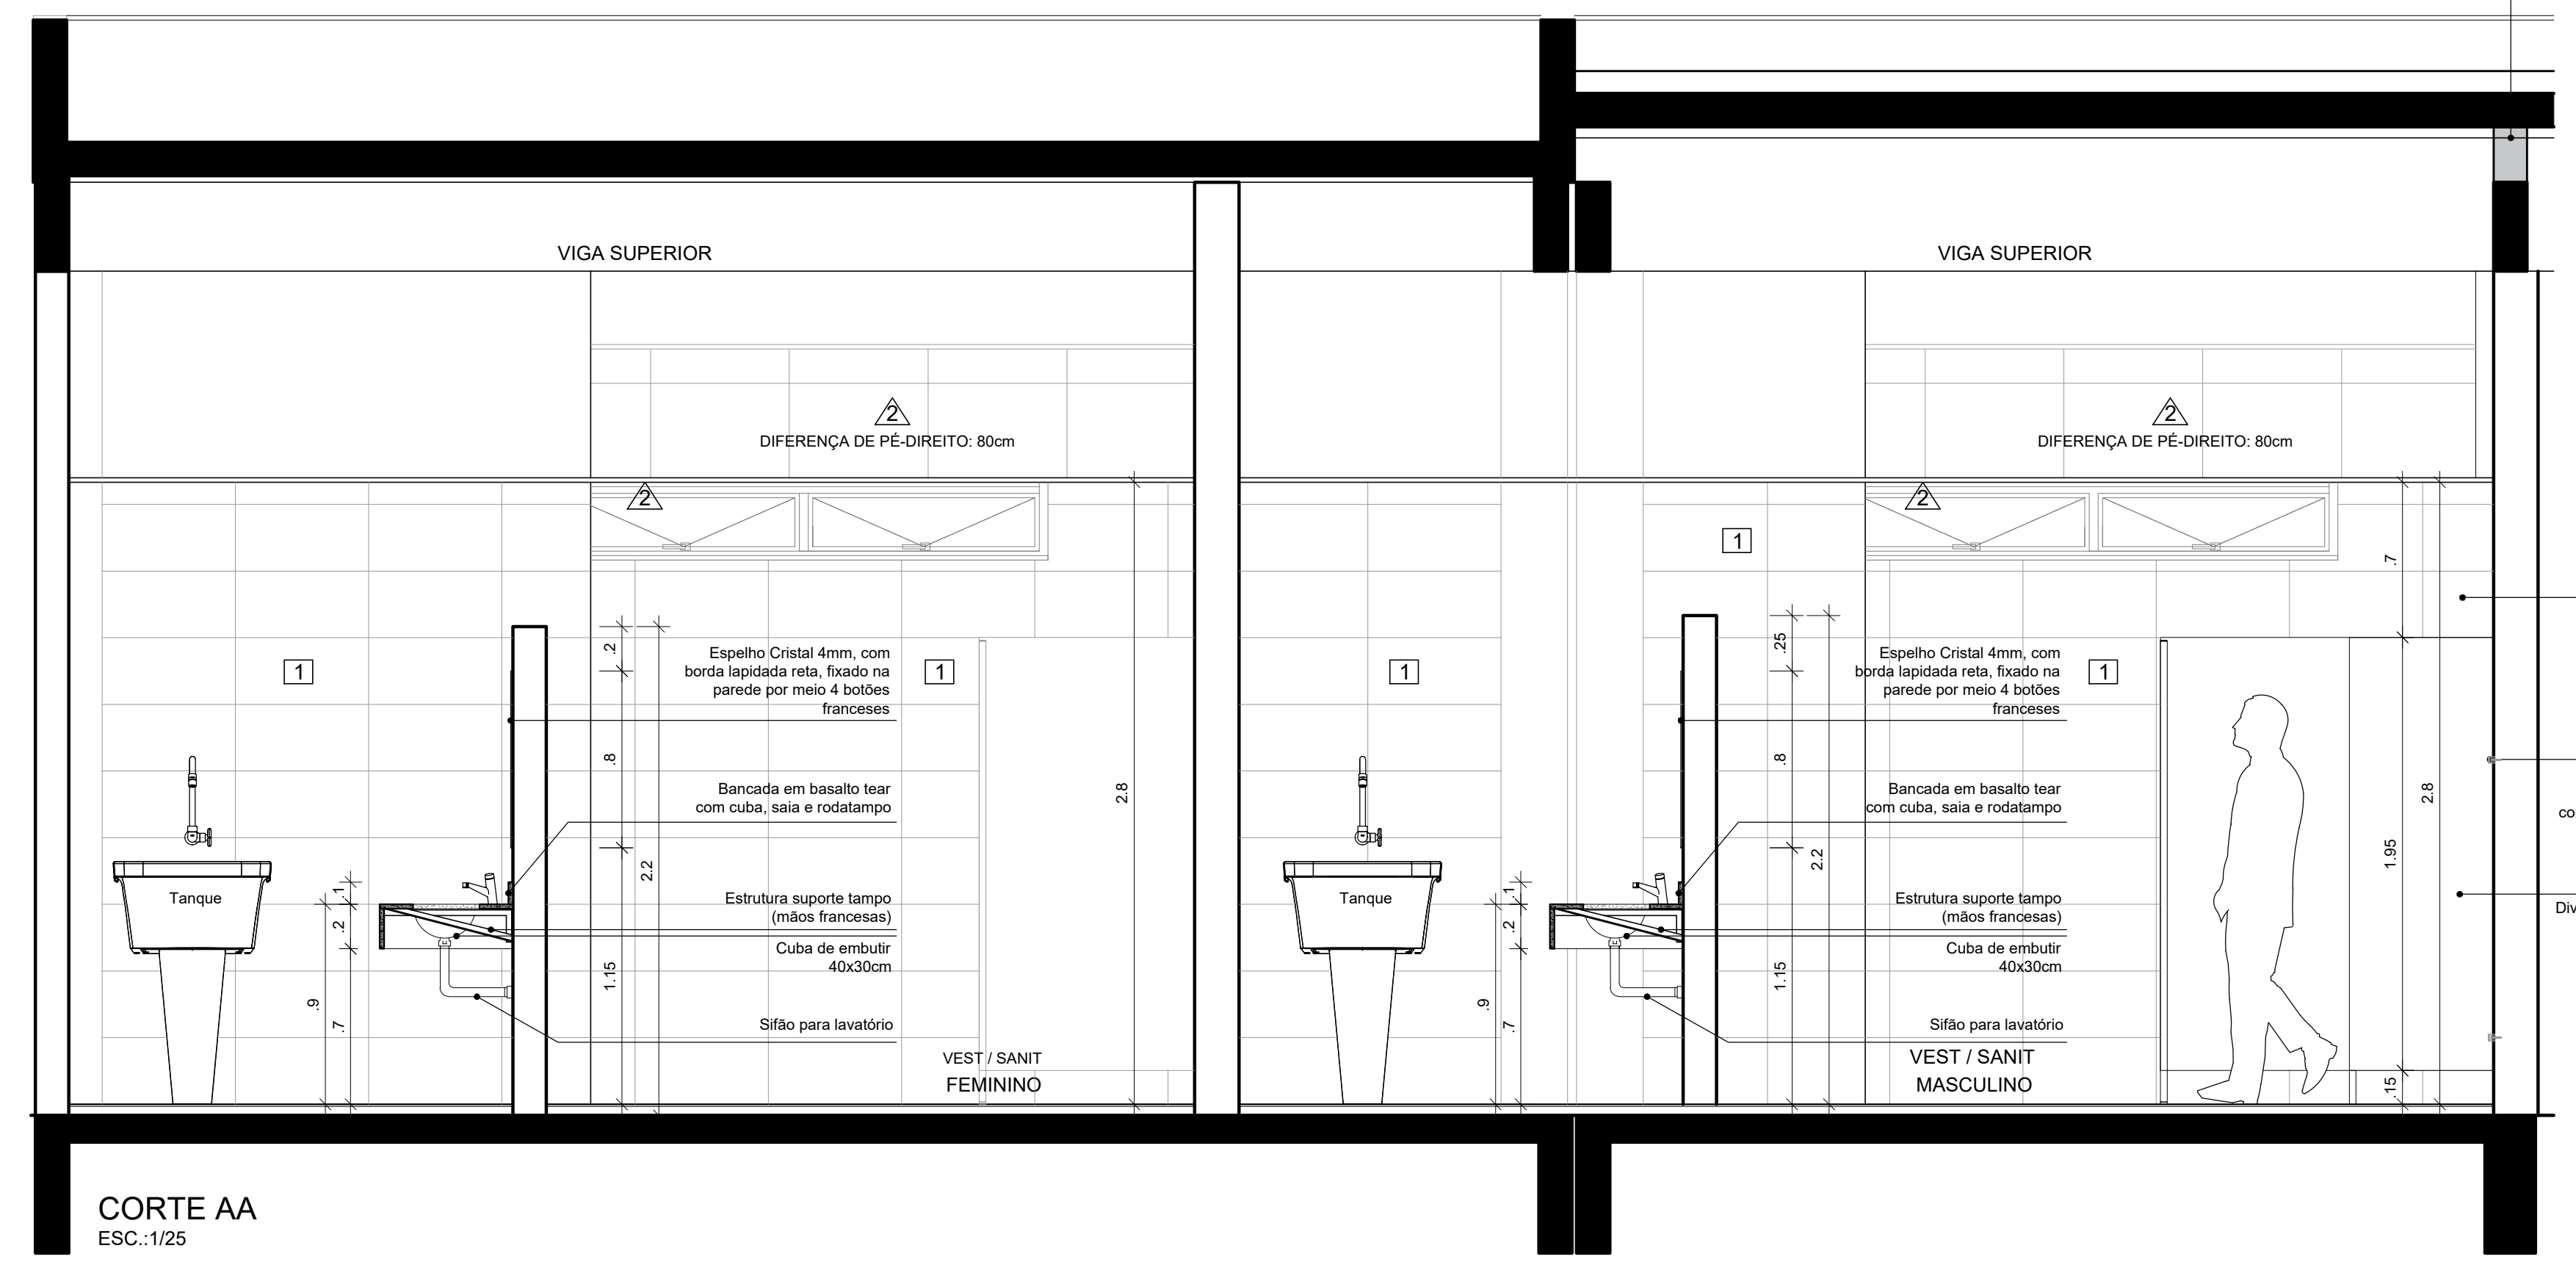 VIGA SUPERIOR
VIGA SUPERIOR
2
DIFERENÇA DE PÉ-DIREITO: 80cm
2
DIFERENÇA DE PÉ-DIREITO: 80cm
2
2
1
.7
.2
Espelho Cristal 4mm, com
borda lapidada reta, fixado na
parede por meio 4 botões
franceses
1
1
1
.25
Espelho Cristal 4mm, com
borda lapidada reta, fixado na
parede por meio 4 botões
franceses
1
.8
Bancada em basalto tear
com cuba, saia e rodatampo
2.8
.8
Bancada em basalto tear
com cuba, saia e rodatampo
2.8
co
Tanque
.1
.2
2.2
Estrutura suporte tampo
(mãos francesas)
Cuba de embutir
40x30cm
Tanque
.1
.2
2.2
Estrutura suporte tampo
(mãos francesas)
Cuba de embutir
40x30cm
1.95
Div
.9
.7
1.15
Sifão para lavatório
VEST / SANIT
FEMININO
.9
.7
1.15
Sifão para lavatório
VEST / SANIT
MASCULINO
.15
CORTE AA
ESC.:1/25